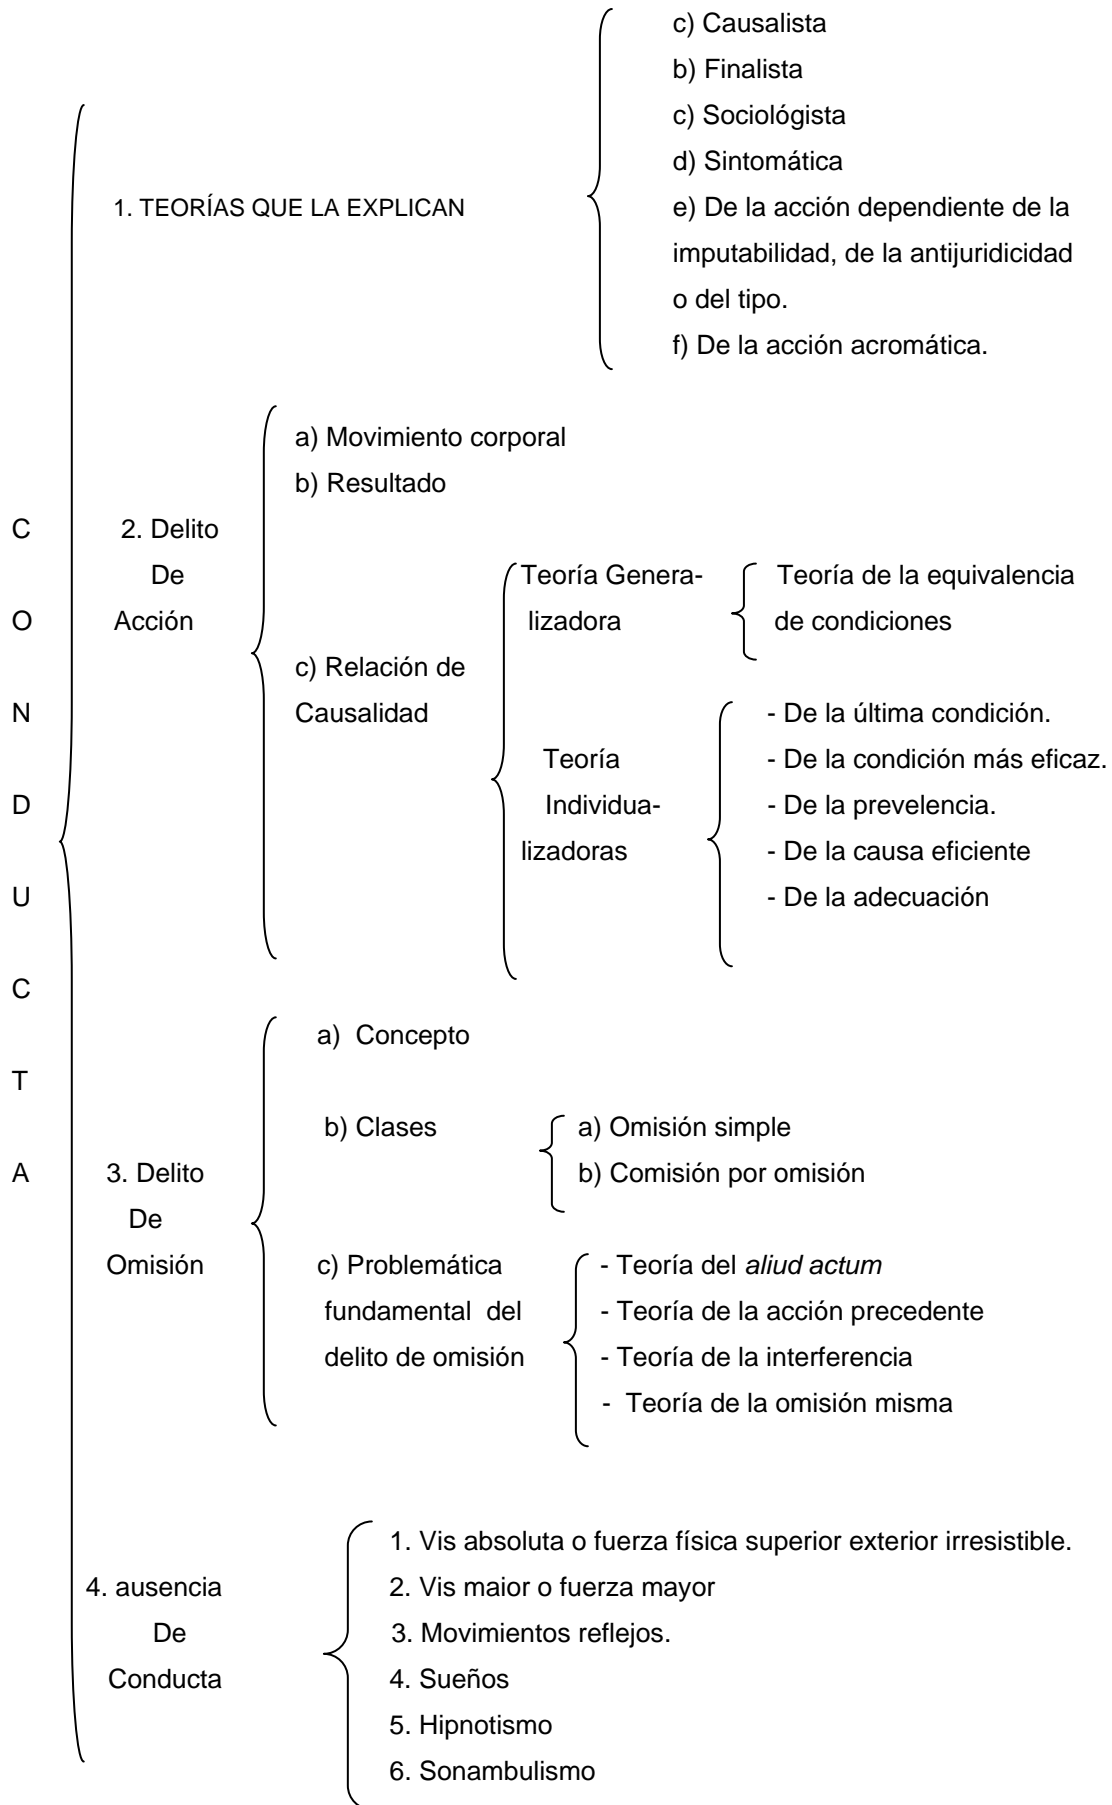 CONDUCTA
1. TEORÍAS QUE LA EXPLICAN
c) Causalista
b) Finalista
c) Sociológista
d) Sintomática
e) De la acción dependiente de la
imputabilidad, de la antijuridicidad
o del tipo.
f) De la acción acromática.
2. Delito
De
Acción
a) Movimiento corporal
b) Resultado
c) Relación de
Causalidad
Teoría Genera-
lizadora
Teoría de la equivalencia
de condiciones
Teoría
Individua-
lizadoras
- De la última condición.
- De la condición más eficaz.
- De la prevelencia.
- De la causa eficiente
- De la adecuación
3. Delito
De
Omisión
a) Concepto
b) Clases
a) Omisión simple
b) Comisión por omisión
c) Problemática
fundamental del
delito de omisión
- Teoría del aliud actum
- Teoría de la acción precedente
- Teoría de la interferencia
- Teoría de la omisión misma
4. ausencia
De
Conducta
1. Vis absoluta o fuerza física superior exterior irresistible.
2. Vis maior o fuerza mayor
3. Movimientos reflejos.
4. Sueños
5. Hipnotismo
6. Sonambulismo